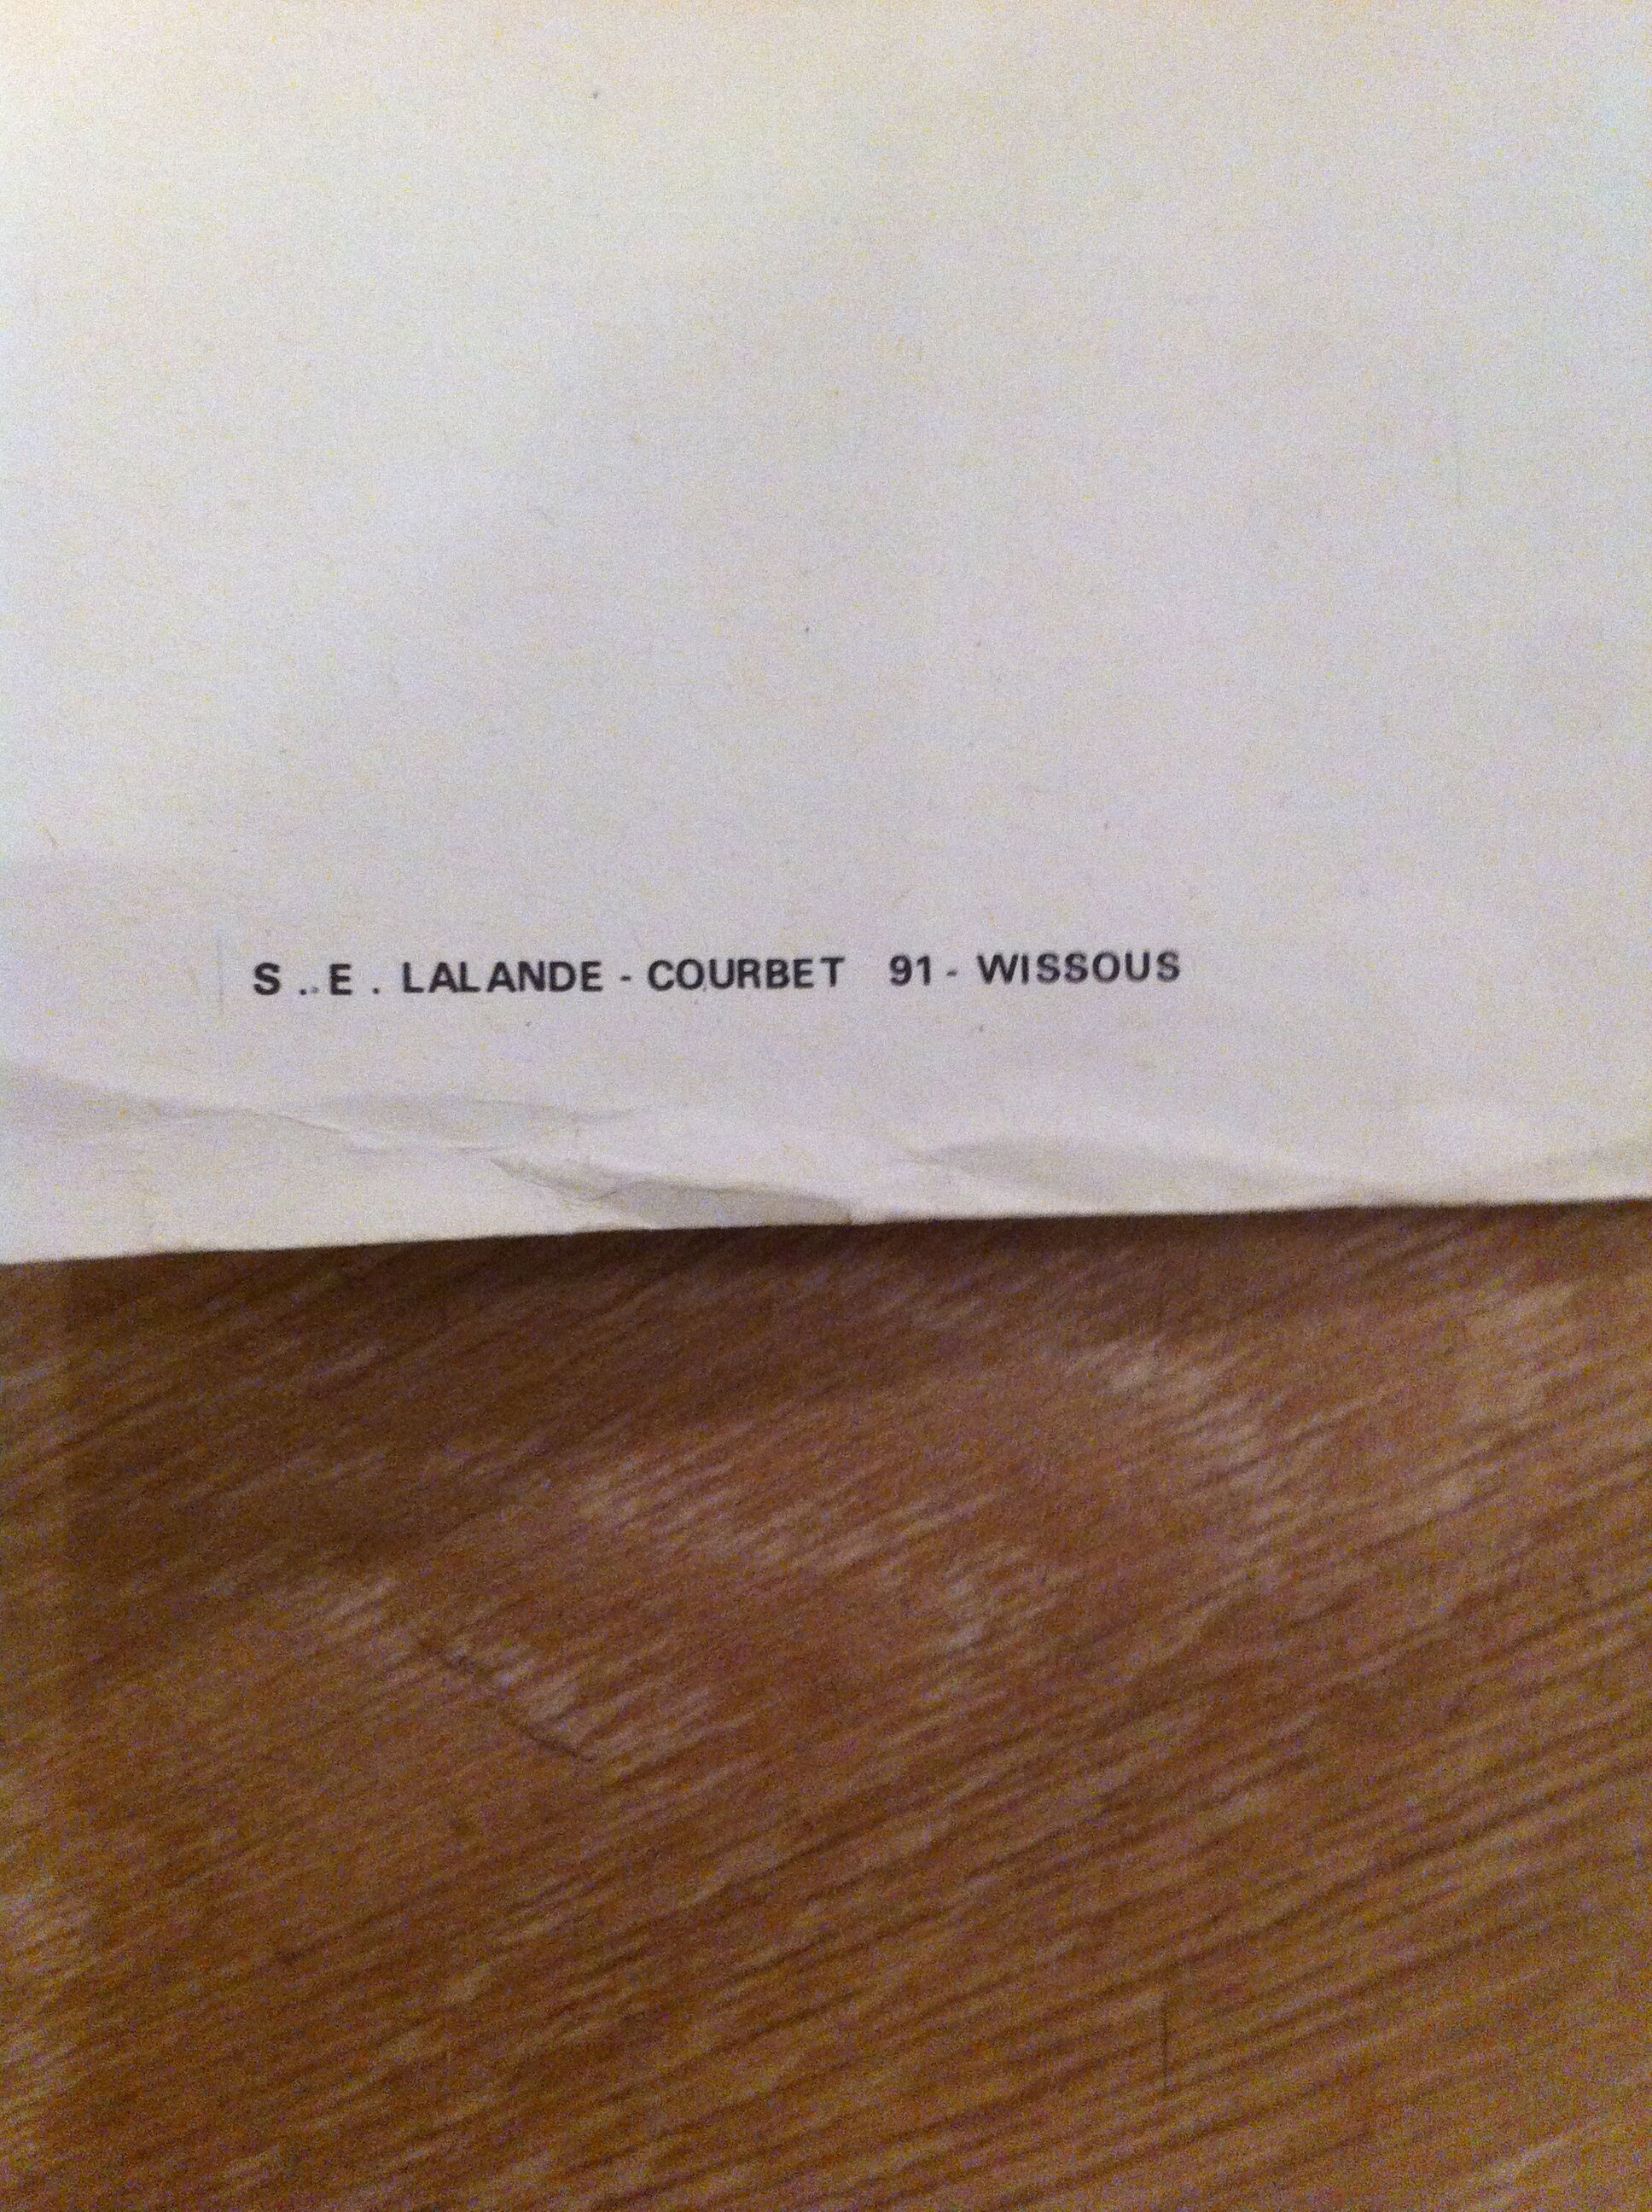 S . E . LALANDE - COURBET 91 - WISSOUS